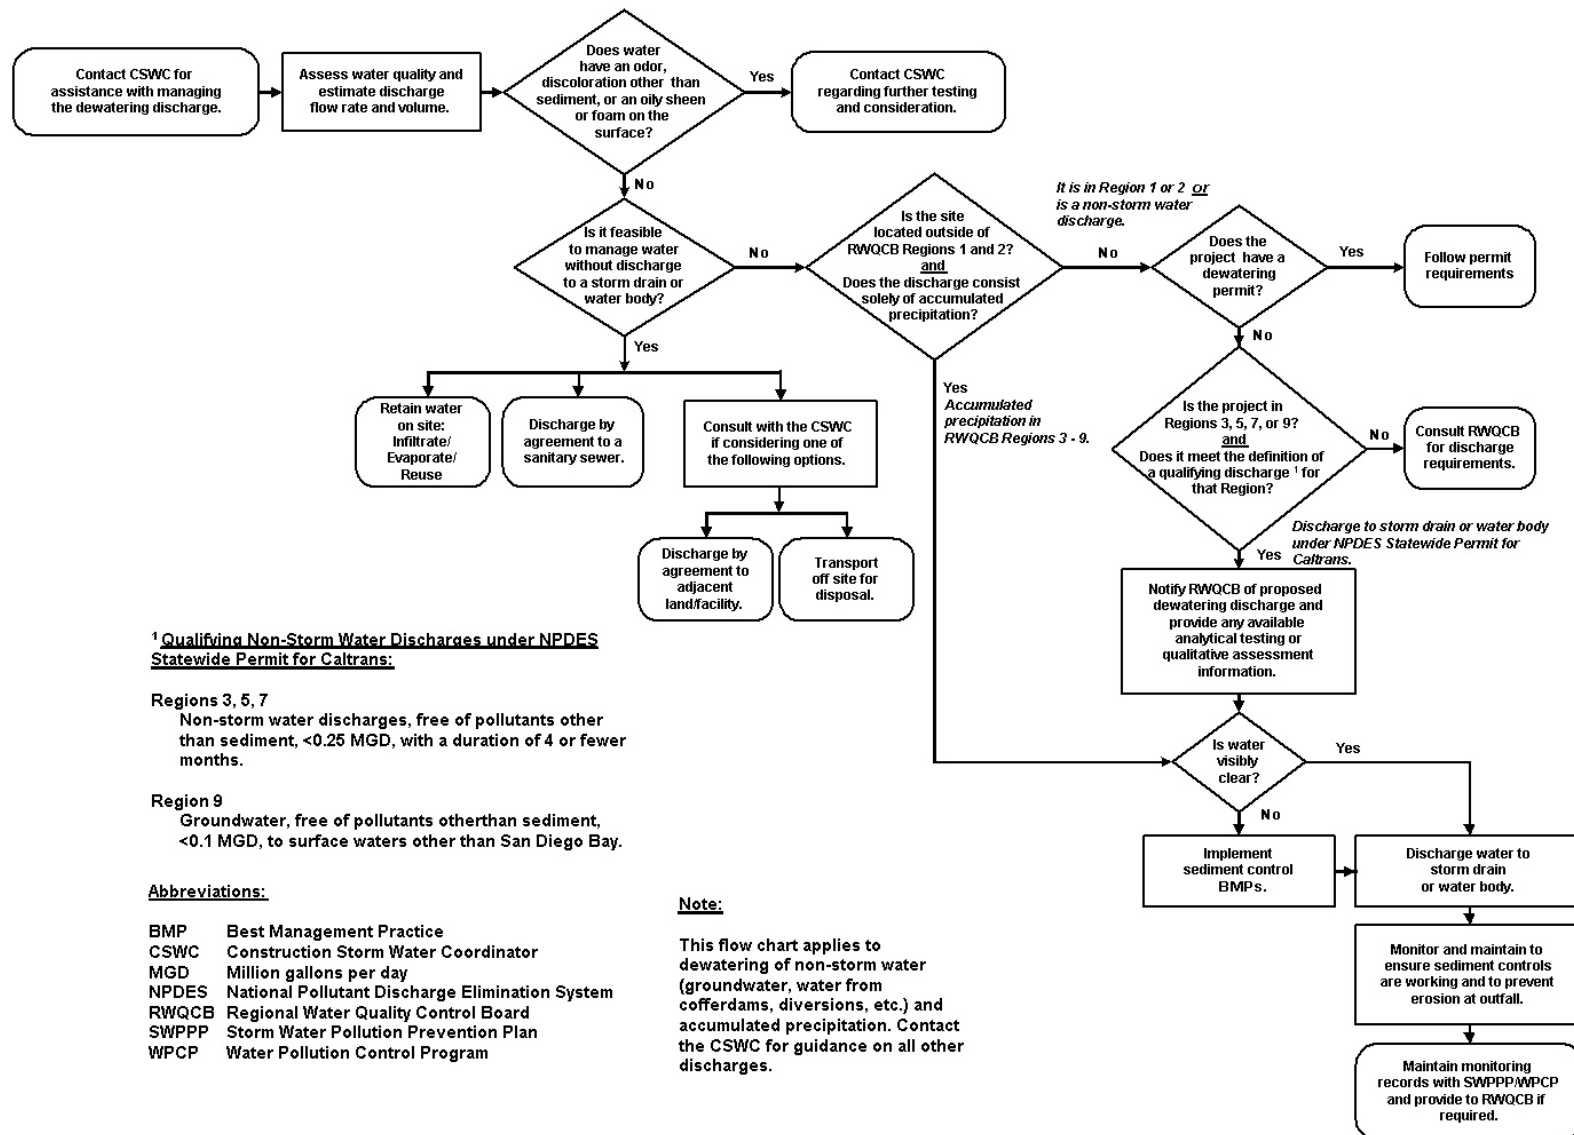 Contact CSWC for
assistance with managing
the dewatering discharge.
Assess water quality and
estimate discharge
flow rate and volume.
Does water
have an odor,
discoloration other than
sediment, or an oily sheen
or foam on the
surface?
Yes
Contact CSWC
regarding further testing
and consideration.
No
Is it feasible
to manage water
without discharge
to a storm drain or
water body?
No
Is the site
located outside of
RWQCB Regions 1 and 2?
and
Does the discharge consist
solely of accumulated
precipitation?
It is in Region 1 or 2 or
is a non-storm water
discharge.
No
Does the
project have a
dewatering
permit?
Yes
Follow permit
requirements
Yes
Retain water
on site:
Infiltrate/
Evaporate/
Reuse
Discharge by
agreement to a
sanitary sewer.
Consult with the CSWC
if considering one of
the following options.
Discharge by
agreement to
adjacent
land/facility.
Transport
off site for
disposal.
Yes
Accumulated
precipitation in
RWQCB Regions 3 - 9.
No
Is the project in
Regions 3, 5, 7, or 9?
and
Does it meet the definition of
a qualifying discharge 1 for
that Region?
No
Consult RWQCB
for discharge
requirements.
Discharge to storm drain or water body
under NPDES Statewide Permit for
Caltrans.
Yes
Notify RWQCB of proposed
dewatering discharge and
provide any available
analytical testing or
qualitative assessment
information.
Is water
visibly
clear?
Yes
No
Implement
sediment control
BMPs.
Discharge water to
storm drain
or water body.
Monitor and maintain to
ensure sediment controls
are working and to prevent
erosion at outfall.
Maintain monitoring
records with SWPPP/WPCP
and provide to RWQCB if
required.
1 Qualifying Non-Storm Water Discharges under NPDES
Statewide Permit for Caltrans:
Regions 3, 5, 7
Non-storm water discharges, free of pollutants other
than sediment, <0.25 MGD, with a duration of 4 or fewer
months.
Region 9
Groundwater, free of pollutants otherthan sediment,
<0.1 MGD, to surface waters other than San Diego Bay.
Abbreviations:
BMP Best Management Practice
CSWC Construction Storm Water Coordinator
MGD Million gallons per day
NPDES National Pollutant Discharge Elimination System
RWQCB Regional Water Quality Control Board
SWPPP Storm Water Pollution Prevention Plan
WPCP Water Pollution Control Program
Note:
This flow chart applies to
dewatering of non-storm water
(groundwater, water from
cofferdams, diversions, etc.) and
accumulated precipitation. Contact
the CSWC for guidance on all other
discharges.